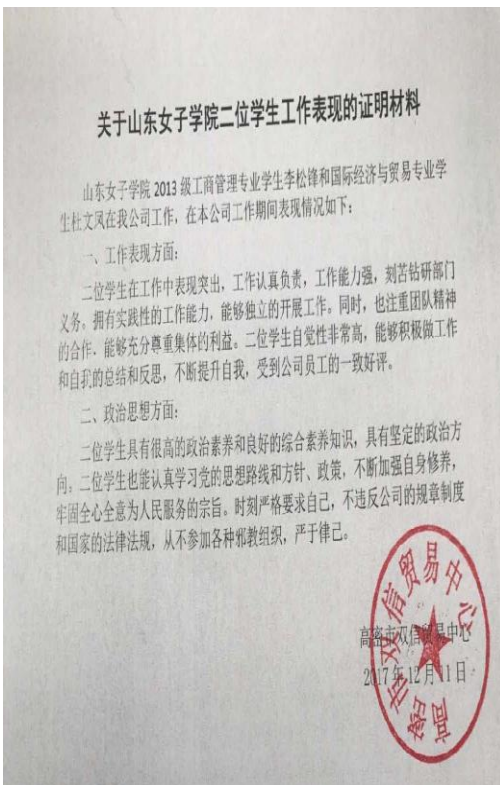 关于山东女子学院二位学生工作表现的证明材料
山东女子学院 2013 级工商管理专业学生李松锋和国际经济与贸易专业学
生杜文凤在我公司工作，在本公司工作期间表现情况如下：
一、工作表现方面：
二位学生在工作中表现突出，工作认真负责，工作能力强，刻苦钻研部门
义务。拥有实践性的工作能力，能够独立的开展工作。同时，也注重团队精神
的合作．能够充分尊重集体的利益。二位学生自觉性非常高，能够积极做工作
和自我的总结和反思，不断提升自我，受到公司员工的一致好评。
二、政治思想方面：
二位学生具有很高的政治素养和良好的综合素养知识，具有坚定的政治方
向。二位学生也能认真学习党的思想路线和方针、政策，不断加强自身修养，
牢固全心全意为人民服务的宗旨。时刻严格要求自己，不违反公司的规章制度
和国家的法律法规，从不参加各种邪教组织，严于律己。
高密市双信贸易中心
2017 年 12 月 11 日
高密市双信贸易中心